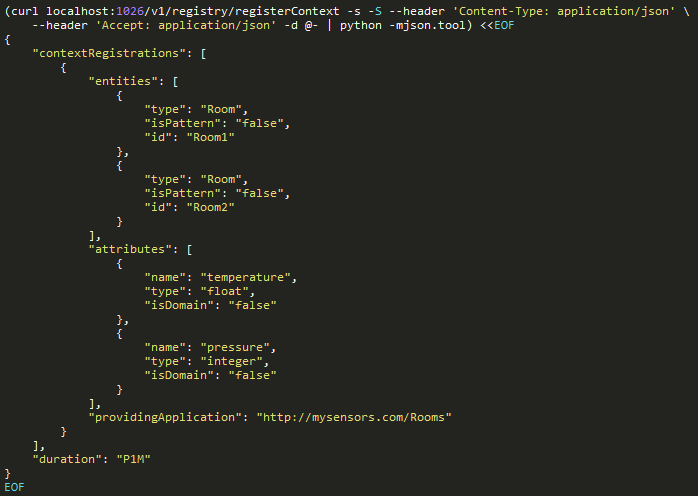 (curl localhost:1026/v1/registry/registerContext -s -S --header 'Content-Type: application/json' \
    --header 'Accept: application/json' -d @- | python -mjson.tool) <<EOF
{
    "contextRegistrations": [
        {
            "entities": [
                {
                    "type": "Room",
                    "isPattern": "false",
                    "id": "Room1"
                },
                {
                    "type": "Room",
                    "isPattern": "false",
                    "id": "Room2"
                }
            ],
            "attributes": [
                {
                    "name": "temperature",
                    "type": "float",
                    "isDomain": "false"
                },
                {
                    "name": "pressure",
                    "type": "integer",
                    "isDomain": "false"
                }
            ],
            "providingApplication": "http://mysensors.com/Rooms"
        }
    ],
    "duration": "P1M"
}
EOF